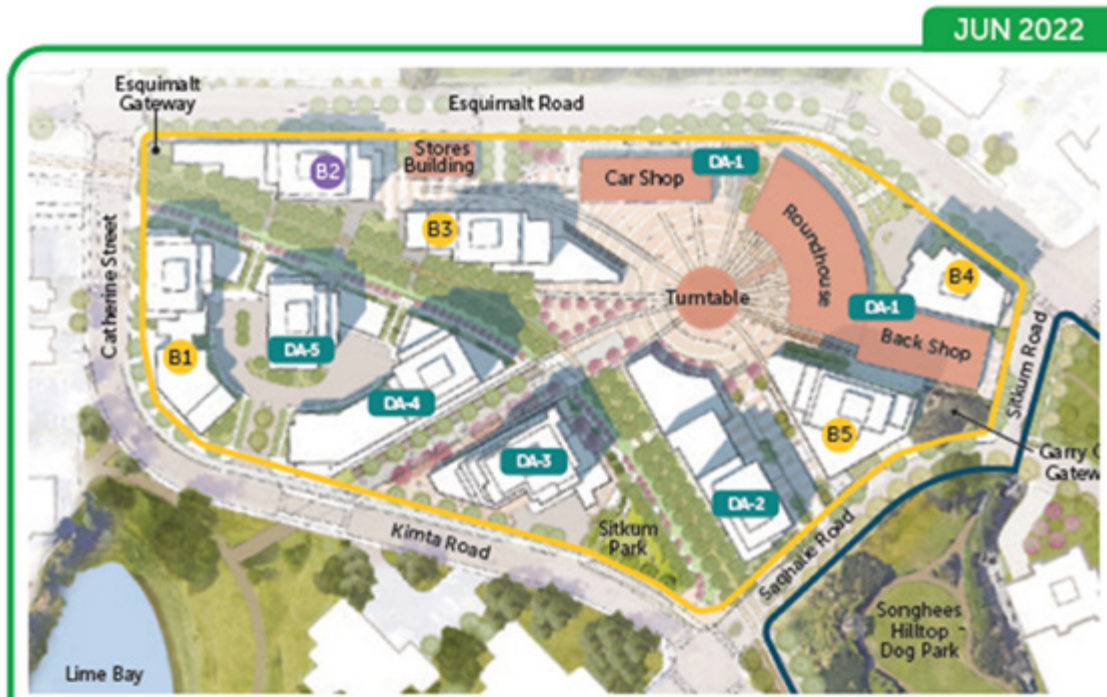 JUN 2022
Esquimalt
Gateway
Esquimalt Road
Stores
Building
B2
DA-1
Car Shop
B3
Roundhouse
B4
Catherine Street
Turntable
DA-1
Back Shop
Sitkum Road
DA-5
B1
DA-4
B5
Garry
Gatew
DA-3
DA-2
Sitkum
Park
Kimta Road
Saghalie Road
Songhees
Hilltop
Dog Park
Lime Bay